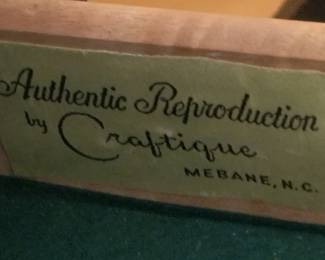 Authentic Reproduction
by Craftique
MEBANE, N.C.